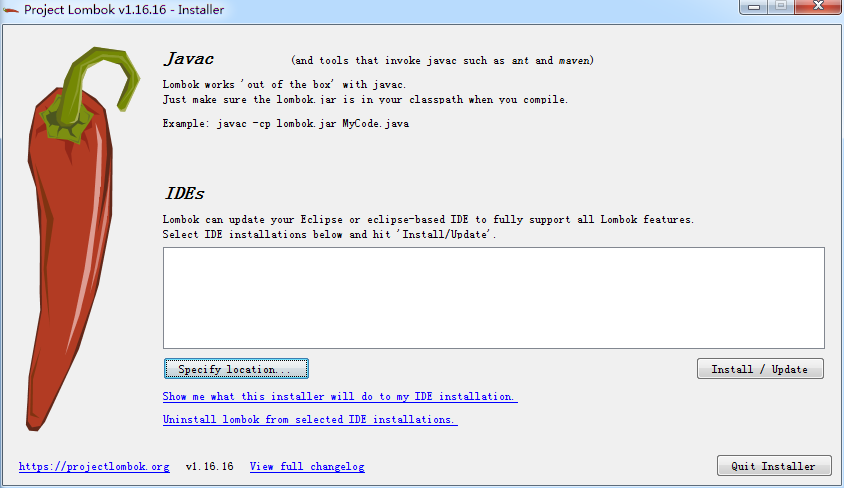 Project Lombok v1.16.16 - Installer
Javac (and tools that invoke javac such as ant and maven)
Lombok works 'out of the box' with javac.
Just make sure the lombok.jar is in your classpath when you compile.
Example: javac -cp lombok.jar MyCode.java
IDEs
Lombok can update your Eclipse or eclipse-based IDE to fully support all Lombok features.
Select IDE installations below and hit 'Install/Update'.
Specify location... Install / Update
Show me what this installer will do to my IDE installation.
Uninstall lombok from selected IDE installations.
https://projectlombok.org v1.16.16 View full changelog Quit Installer